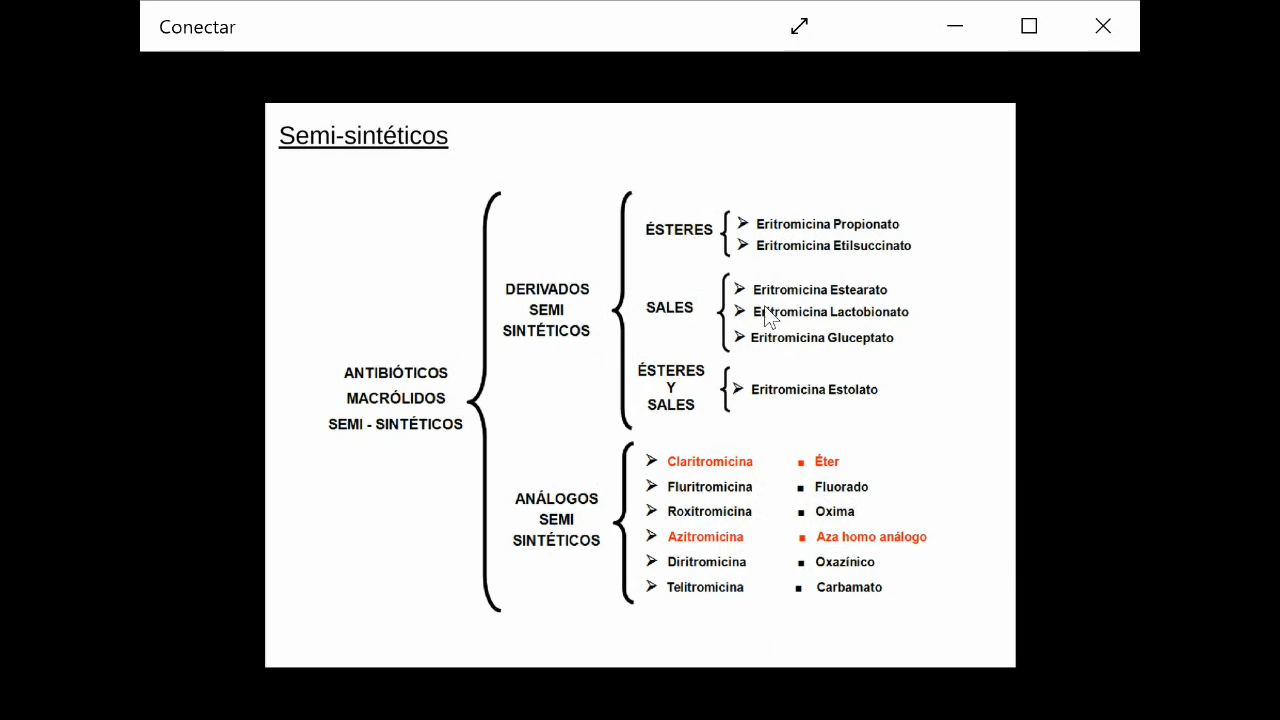 Conectar
Semi-sintéticos
ANTIBIÓTICOS
MACRÓLIDOS
SEMI - SINTÉTICOS
DERIVADOS
SEMI
SINTÉTICOS
ÉSTERES
Eritromicina Propionato
Eritromicina Etilsuccinato
SALES
Eritromicina Estearato
Eritromicina Lactobionato
Eritromicina Gluceptato
ÉSTERES
Y
SALES
Eritromicina Estolato
ANÁLOGOS
SEMI
SINTÉTICOS
Claritromicina ▪ Éter
Fluritromicina ▪ Fluorado
Roxitromicina ▪ Oxima
Azitromicina ▪ Aza homo análogo
Diritromicina ▪ Oxazínico
Telitromicina ▪ Carbamato